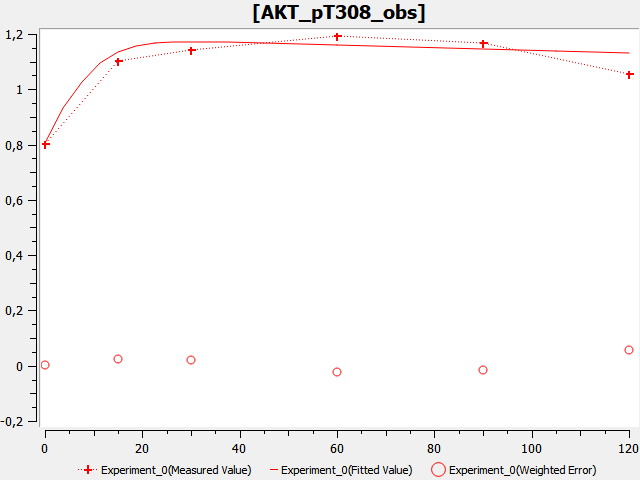 [AKT_pT308_obs]
1,2
1
0,8
0,6
0,4
0,2
0
-0,2
0 20 40 60 80 100 120
Experiment_0(Measured Value) Experiment_0(Fitted Value) Experiment_0(Weighted Error)